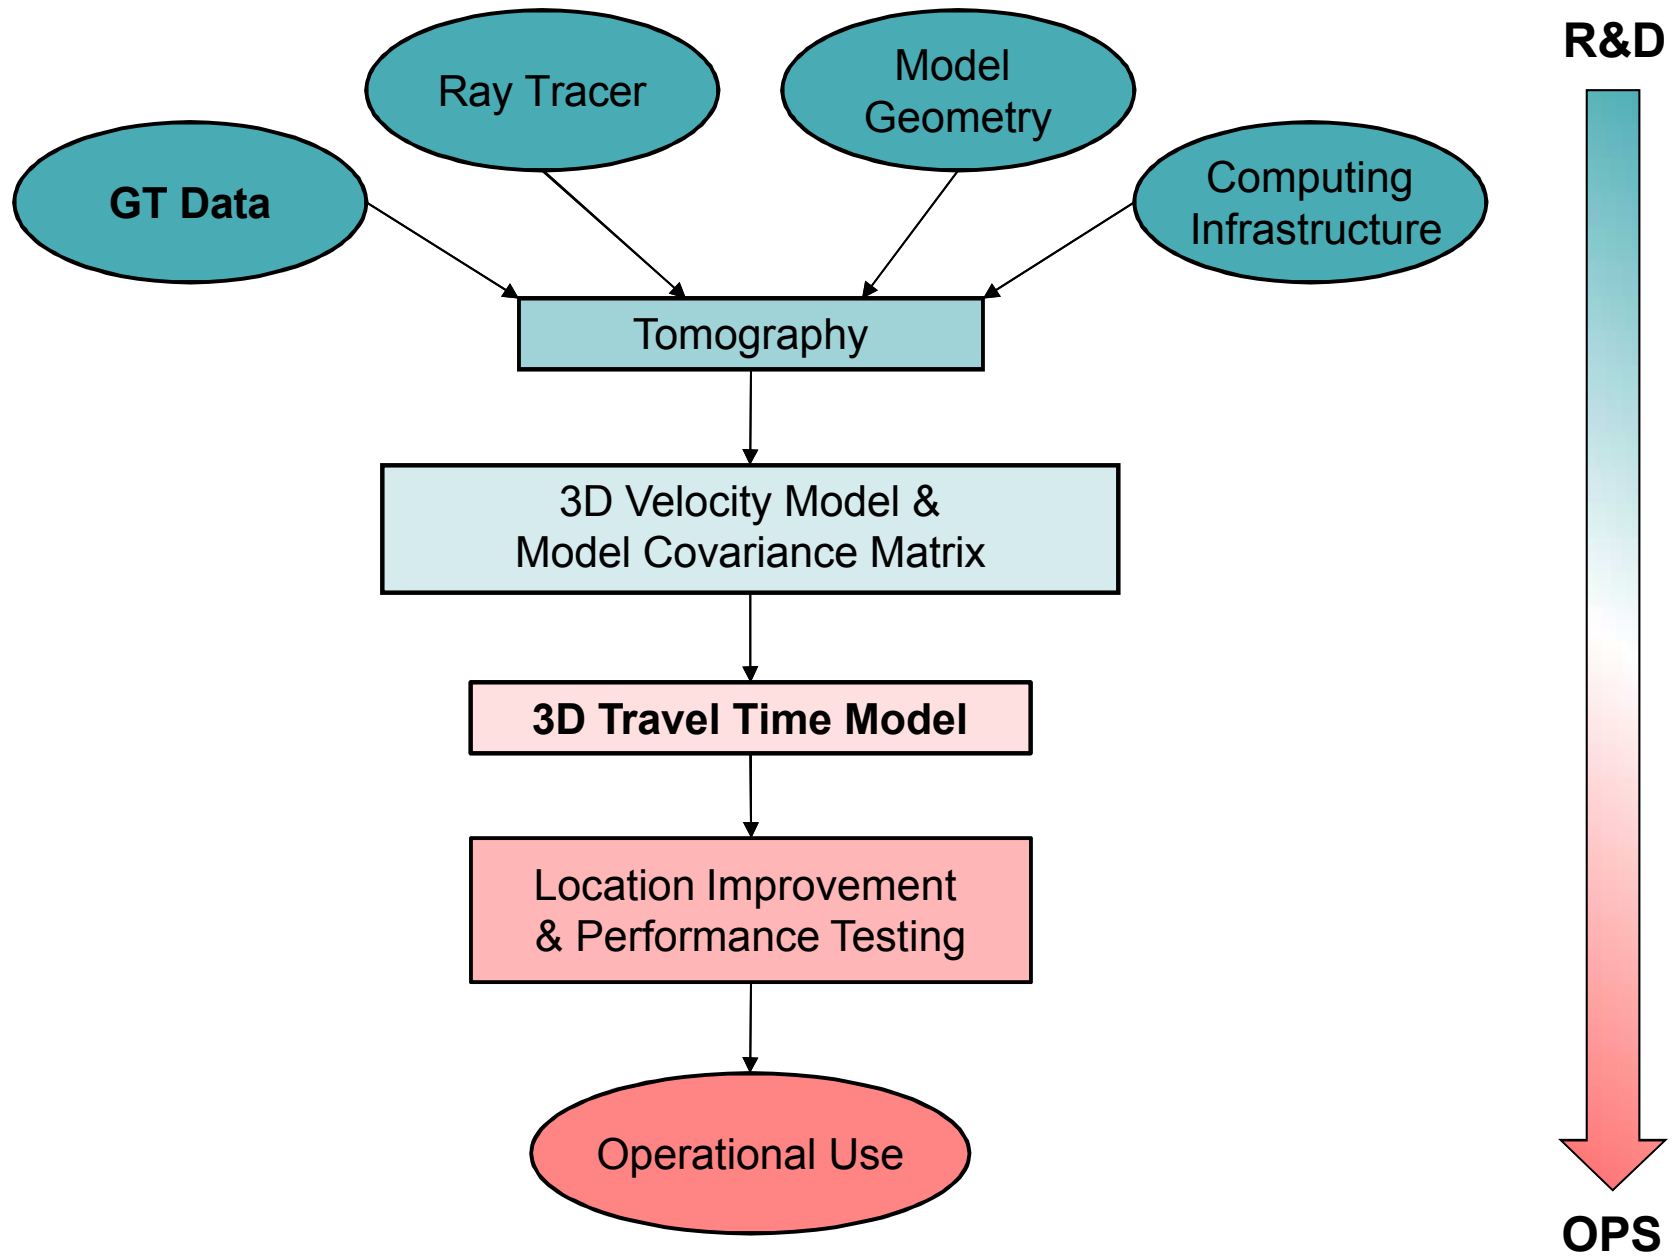 R&D
Ray Tracer
Model
Geometry
GT Data
Computing
Infrastructure
Tomography
3D Velocity Model &
Model Covariance Matrix
3D Travel Time Model
Location Improvement
& Performance Testing
Operational Use
OPS